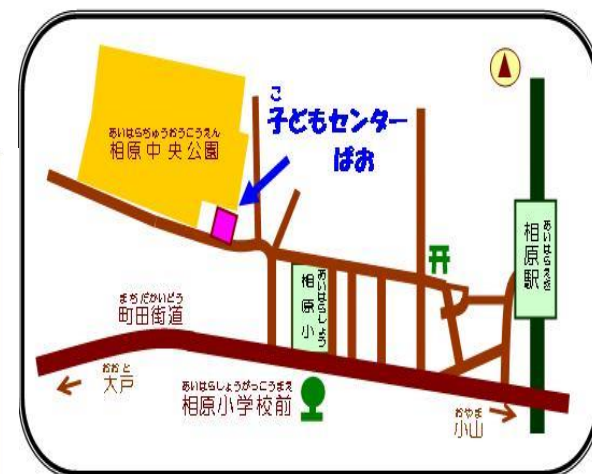 こ
子どもセンター
ぱお
あいはらちゅうおうこうえん
相原中央公園
あいはらえき
相原駅
あいはらしょう
相原小
まちだかいどう
町田街道
おおと
大戸
あいはらしょうがっこうまえ
相原小学校前
おやま
小山